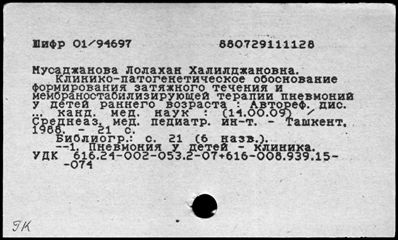 Шифр 01/94697 880729111128
Мусаджанова Лолахан Халилджановна.
Клинико-патогенетическое обоснование
формирования затяжного течения и
мембраностабилизирующей терапии пневмоний
у детей раннего возраста : Автореф. дис.
... канд. мед. наук : (14.00.09)
Среднеаз. мед. педиатр. ин-т. - Ташкент,
1988. - 21 с.
Библиогр.: с. 21 (6 назв.).
--1. Пневмония у детей - клиника.
УДК 616.24-002-053.2-07+616-008.939.15-
-074
ТК